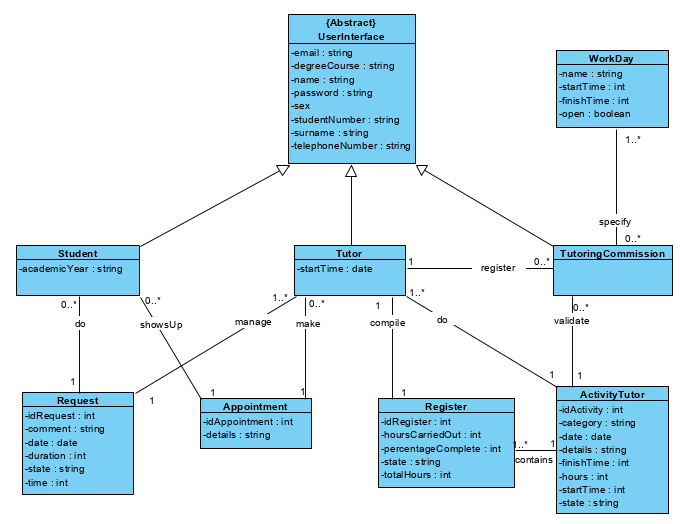 {Abstract}
UserInterface
-email : string
-degreeCourse : string
-name : string
-password : string
-sex
-studentNumber : string
-surname : string
-telephoneNumber : string
WorkDay
-name : string
-startTime : int
-finishTime : int
-open : boolean
1..*
specify
0..*
Student
-academicYear : string
Tutor
-startTime : date
1
register
0..*
TutoringCommission
0..*
do
1
0..*
showsUp
1
1..*
manage
1
0..*
make
1
1
compile
1
1..*
do
1
0..*
validate
1
Request
-idRequest : int
-comment : string
-date : date
-duration : int
-state : string
-time : int
Appointment
-idAppointment : int
-details : string
Register
-idRegister : int
-hoursCarriedOut : int
-percentageComplete : int
-state : string
-totalHours : int
1..*
contains
1
ActivityTutor
-idActivity : int
-category : string
-date : date
-details : string
-finishTime : int
-hours : int
-startTime : int
-state : string